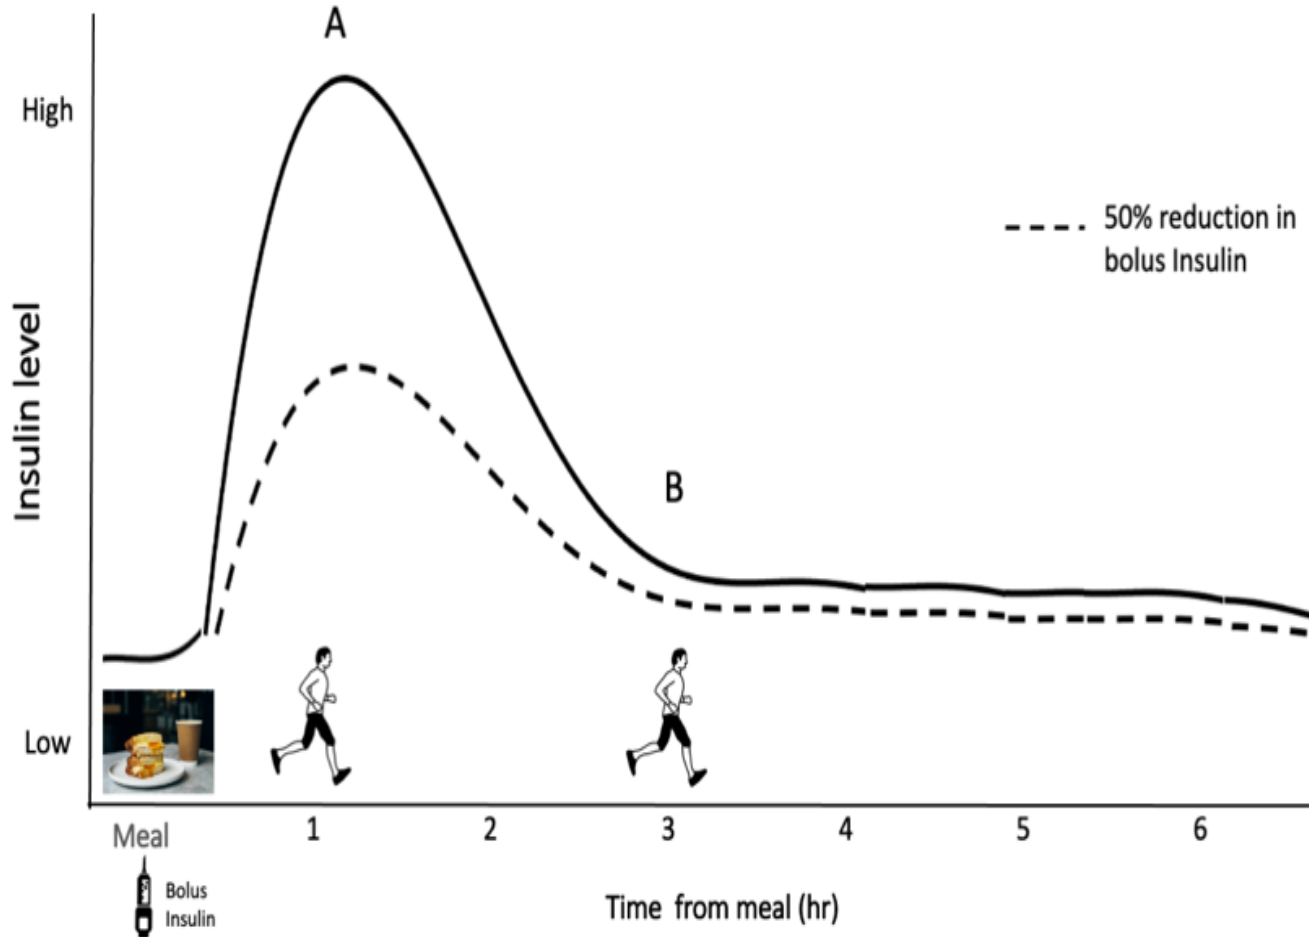 A
High
50% reduction in
bolus Insulin
Insulin level
B
Low
1 2 3 4 5 6
Meal
Bolus
Insulin
Time from meal (hr)